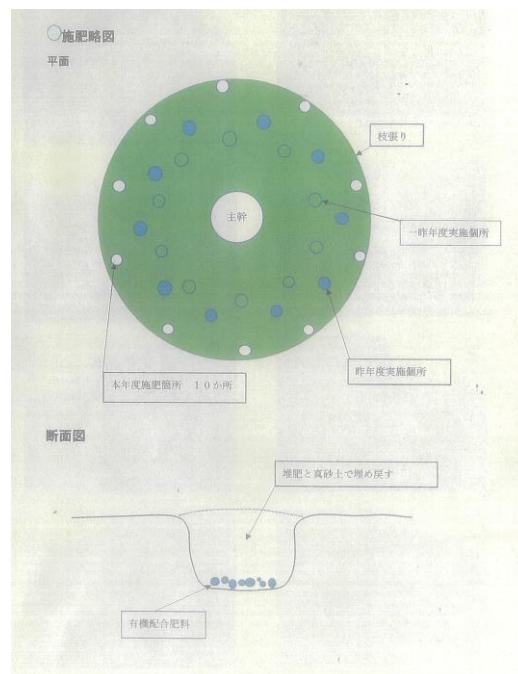 施肥略図
平面
枝張り
主幹
一昨年度実施個所
昨年度実施個所
本年度施肥箇所 10か所
断面図
堆肥と真砂土で埋め戻す
有機配合肥料